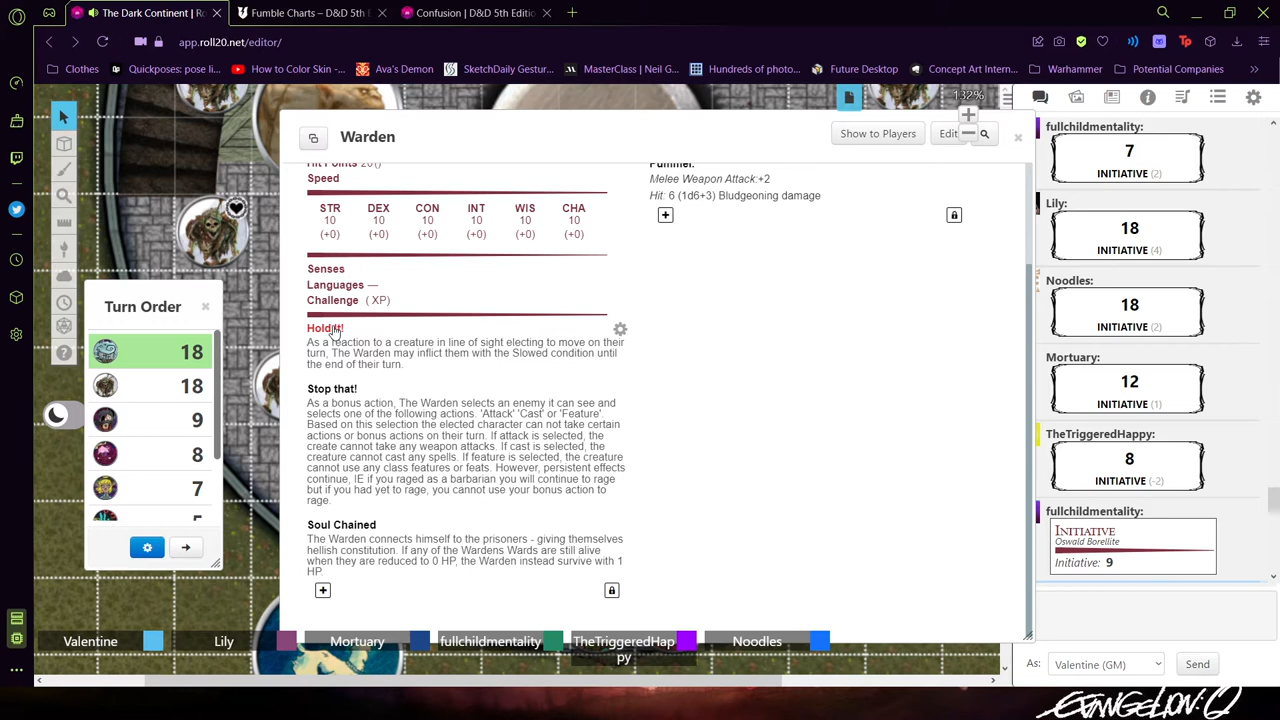 The Dark Continent | Ro
Fumble Charts – D&D 5th E
Confusion | D&D 5th Edition
app.roll20.net/editor/
Clothes
Quickposes: pose li...
How to Color Skin -...
Ava's Demon
SketchDaily Gestur...
MasterClass | Neil G...
Hundreds of photo...
Future Desktop
Concept Art Intern...
Warhammer
Potential Companies
132%
Warden
Show to Players
Edit
Hit Points 20 ()
Speed
STR DEX CON INT WIS CHA
10 10 10 10 10 10
(+0) (+0) (+0) (+0) (+0) (+0)
Senses
Languages —
Challenge ( XP)
Hold It!
As a reaction to a creature in line of sight electing to move on their
turn, The Warden may inflict them with the Slowed condition until
the end of their turn.
Stop that!
As a bonus action, The Warden selects an enemy it can see and
selects one of the following actions. 'Attack' 'Cast' or 'Feature'.
Based on this selection the elected character can not take certain
actions or bonus actions on their turn. If attack is selected, the
create cannot take any weapon attacks. If cast is selected, the
creature cannot cast any spells. If feature is selected, the creature
cannot use any class features or feats. However, persistent effects
continue, IE if you raged as a barbarian you will continue to rage
but if you had yet to rage, you cannot use your bonus action to
rage.
Soul Chained
The Warden connects himself to the prisoners - giving themselves
hellish constitution. If any of the Wardens Wards are still alive
when they are reduced to 0 HP, the Warden instead survive with 1
HP.
Pummel.
Melee Weapon Attack:+2
Hit: 6 (1d6+3) Bludgeoning damage
Turn Order
18
18
9
8
7
5
fullchildmentality:
7
INITIATIVE (2)
Lily:
18
INITIATIVE (4)
Noodles:
18
INITIATIVE (2)
Mortuary:
12
INITIATIVE (1)
TheTriggeredHappy:
8
INITIATIVE (-2)
fullchildmentality:
INITIATIVE
Oswald Borellite
Initiative: 9
As:
Valentine (GM)
Send
Valentine
Lily
Mortuary
fullchildmentality
TheTriggeredHap
py
Noodles